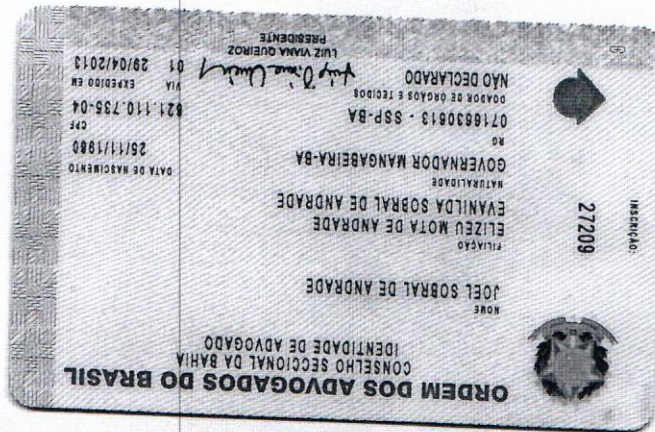 ORDEM DOS ADVOGADOS DO BRASIL
CONSELHO SECCIONAL DA BAHIA
IDENTIDADE DE ADVOGADO
INSCRIÇÃO:
27209
NOME
JOEL SOBRAL DE ANDRADE
FILIAÇÃO
ELIZEU MOTA DE ANDRADE
EVANILDA SOBRAL DE ANDRADE
NATURALIDADE
GOVERNADOR MANGABEIRA-BA
DATA DE NASCIMENTO
25/11/1980
RG
0716630613 - SSP-BA
CPF
821.110.735-04
DOADOR DE ORGÃOS E TECIDOS
NÃO DECLARADO
VIA EXPEDIDO EM
01 29/04/2013
LUIZ VIANA QUEIROZ
PRESIDENTE